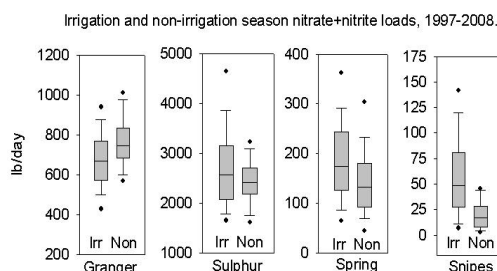 Irrigation and non-irrigation season nitrate+nitrite loads, 1997-2008.
lb/day
1200
1000
800
600
400
200
Irr Non
Granger
5000
4000
3000
2000
1000
Irr Non
Sulphur
400
300
200
100
0
Irr Non
Spring
175
150
125
100
75
50
25
0
Irr Non
Snipes